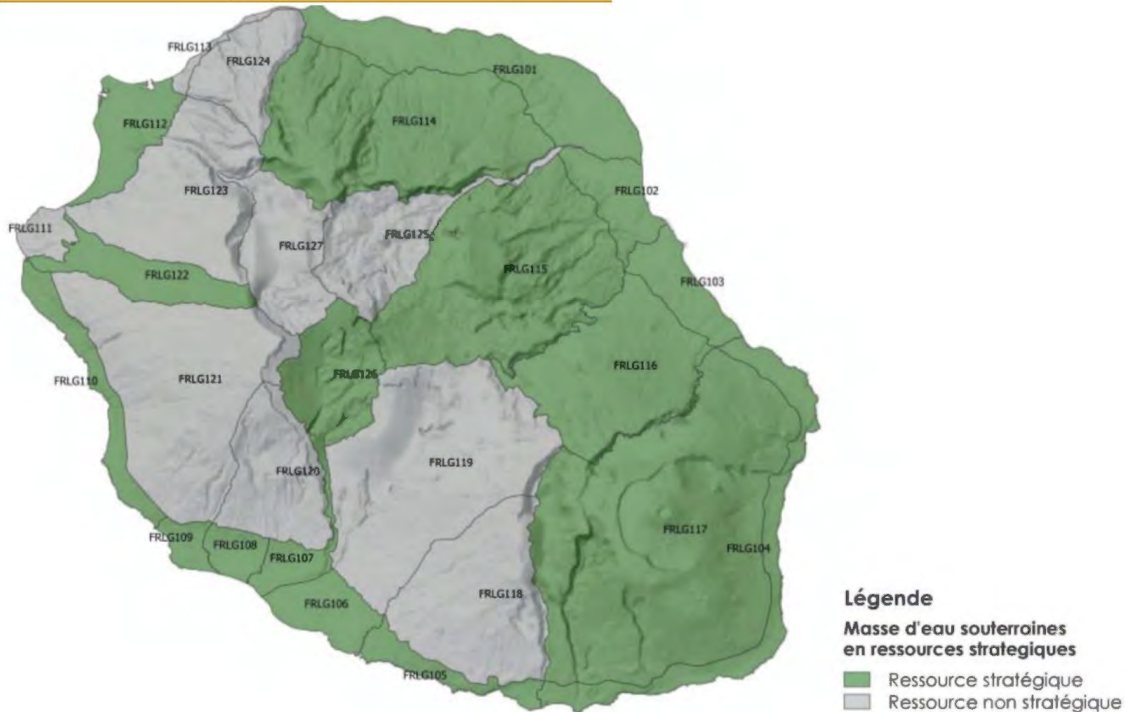 FRLG113
FRLG124
FRLG101
FRLG112
FRLG114
FRLG123
FRLG102
FRLG111
FRLG127
FRLG125
FRLG122
FRLG115
FRLG103
FRLG110
FRLG121
FRLG126
FRLG116
FRLG120
FRLG119
FRLG109
FRLG108
FRLG107
FRLG117
FRLG104
FRLG106
FRLG118
FRLG105
Légende
Masse d'eau souterroines
en ressources strategiques
Ressource stratégique
Ressource non stratégique